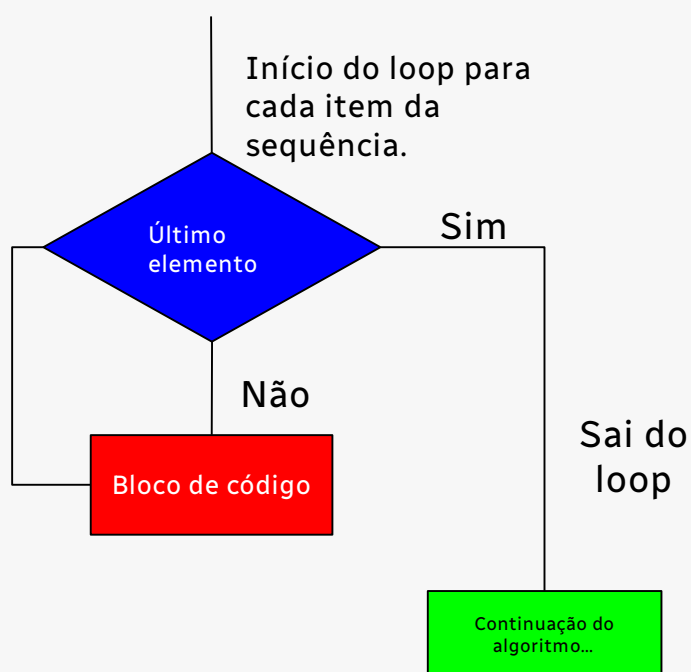 Início do loop para
cada item da
sequência.
Último
elemento
Sim
Não
Bloco de código
Sai do
loop
Continuação do
algoritmo...